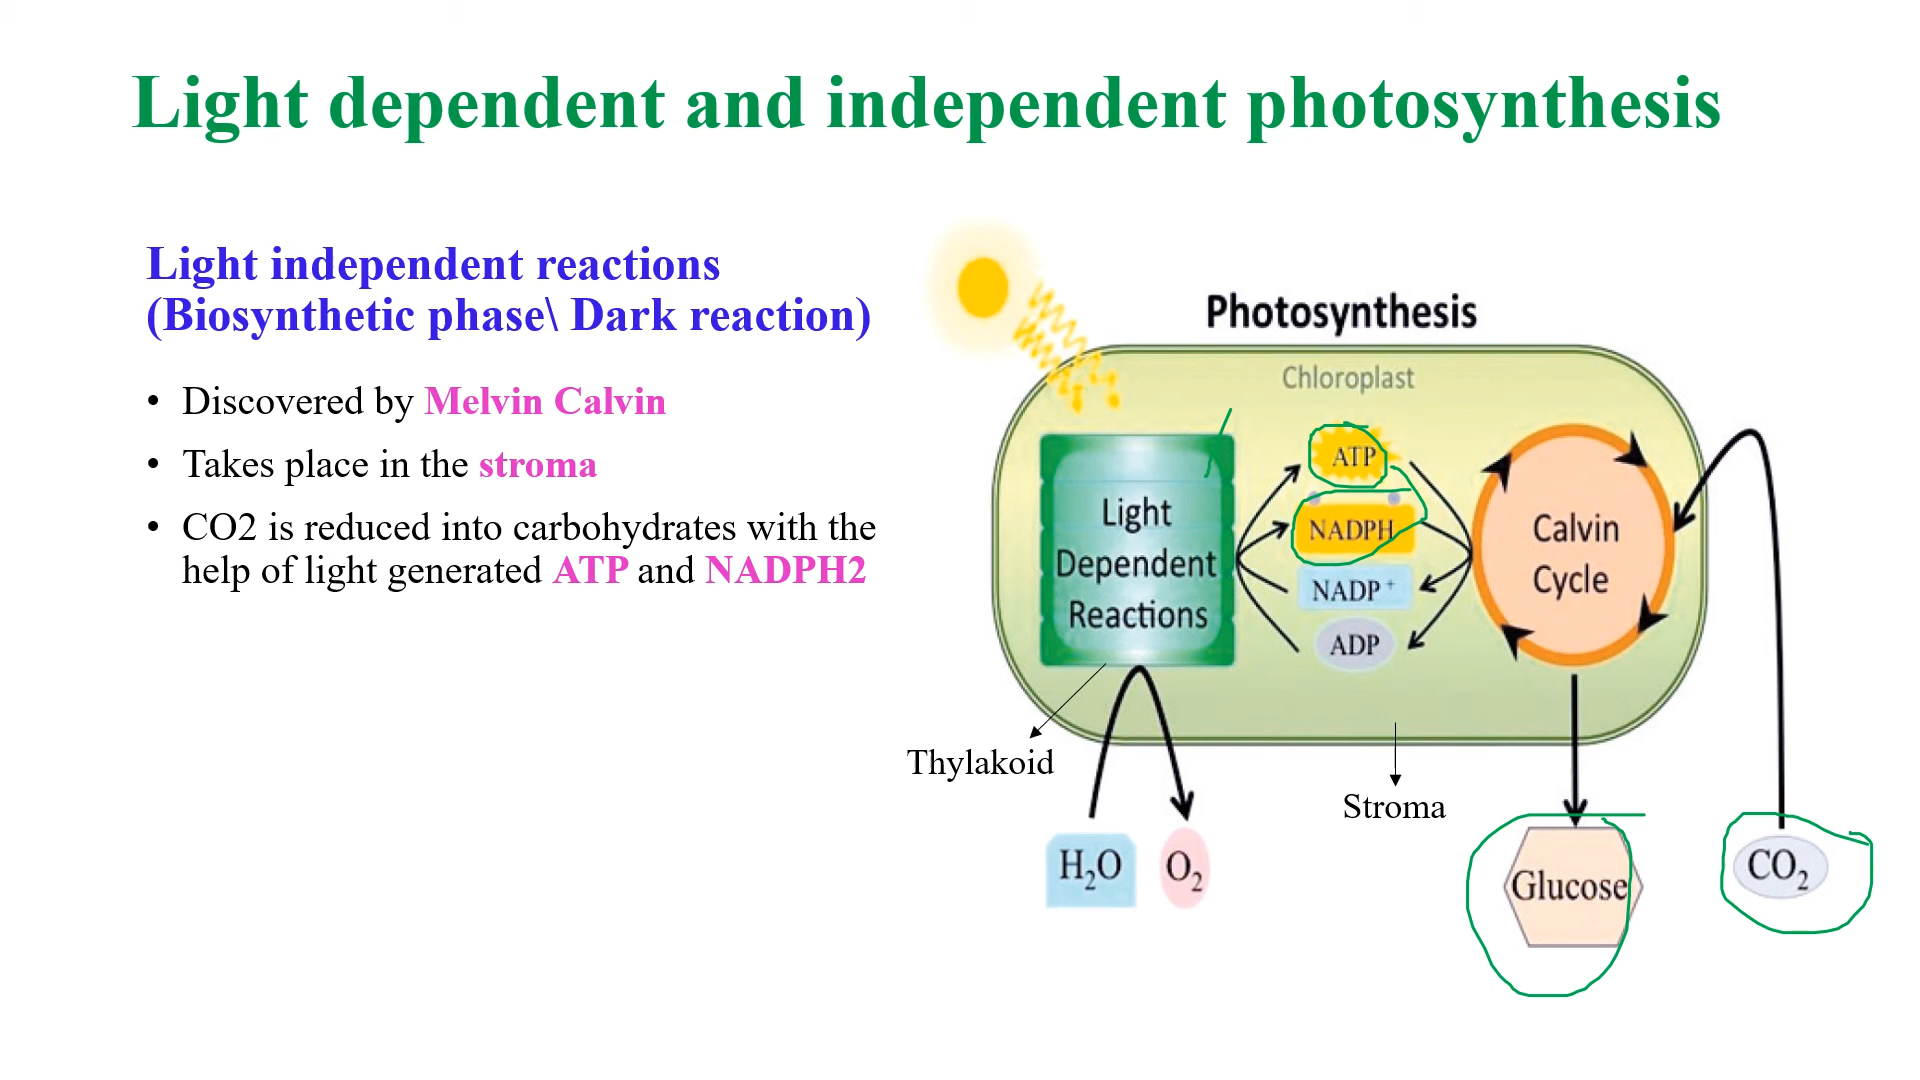 Light dependent and independent photosynthesis
Light independent reactions
(Biosynthetic phase\ Dark reaction)
• Discovered by Melvin Calvin
• Takes place in the stroma
• CO2 is reduced into carbohydrates with the
help of light generated ATP and NADPH2
Photosynthesis
Chloroplast
Light
Dependent
Reactions
ATP
NADPH
NADP⁺
ADP
Calvin
Cycle
Thylakoid
Stroma
H₂O
O₂
Glucose
CO₂